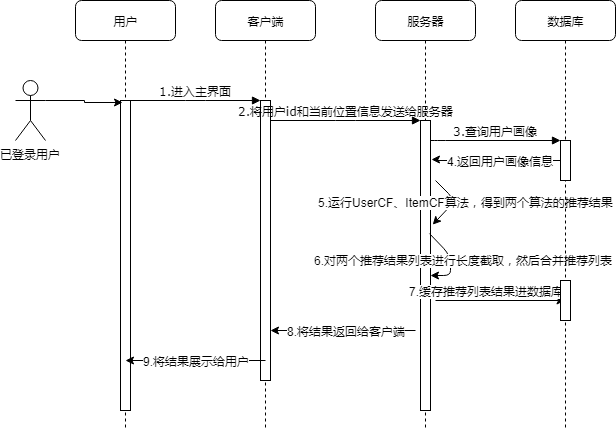 用户
客户端
服务器
数据库
1.进入主界面
2.将用户id和当前位置信息发送给服务器
3.查询用户画像
已登录用户
4.返回用户画像信息
5.运行UserCF、ItemCF算法，得到两个算法的推荐结果
6.对两个推荐结果列表进行长度截取，然后合并推荐列表
7.缓存推荐列表结果进数据库
8.将结果返回给客户端
9.将结果展示给用户